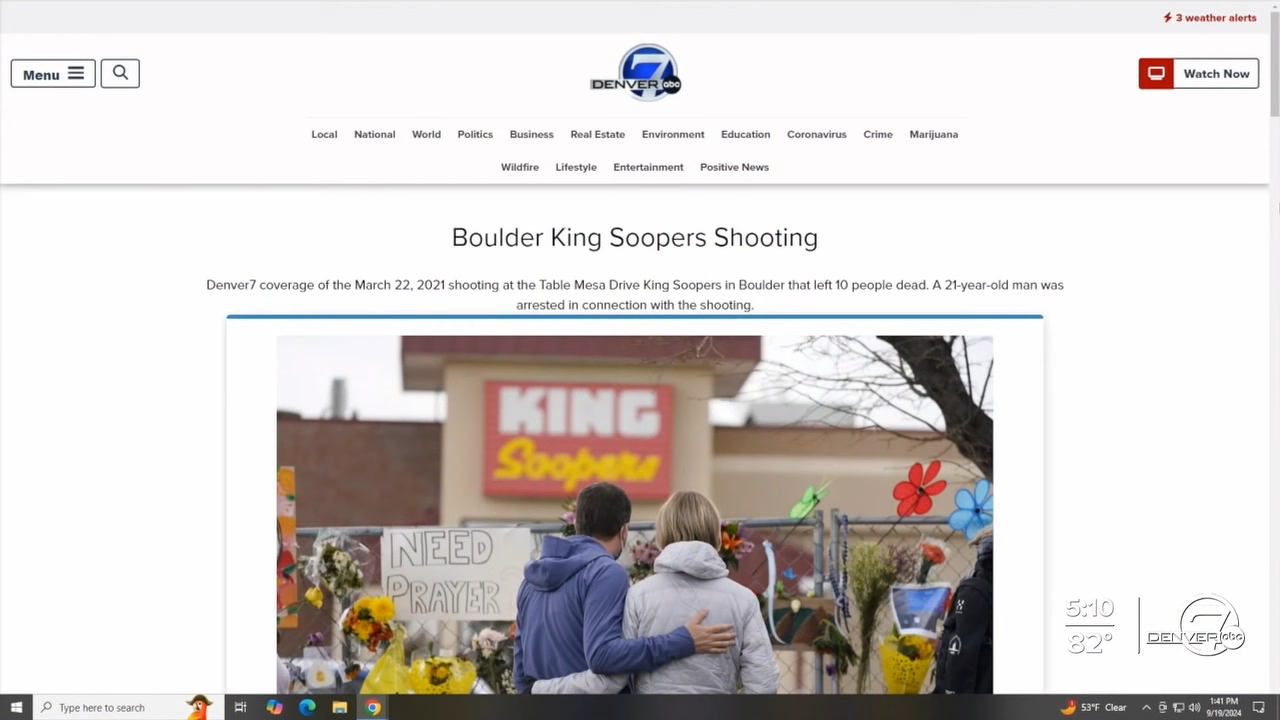 3 weather alerts
Menu
7
DENVER abc
Watch Now
Local National World Politics Business Real Estate Environment Education Coronavirus Crime Marijuana
Wildfire Lifestyle Entertainment Positive News
Boulder King Soopers Shooting
Denver7 coverage of the March 22, 2021 shooting at the Table Mesa Drive King Soopers in Boulder that left 10 people dead. A 21-year-old man was
arrested in connection with the shooting.
KING
Soopers
NEED
PRAYER
5:10
82°
7
DENVER abc
Type here to search
53°F Clear
1:41 PM
9/19/2024